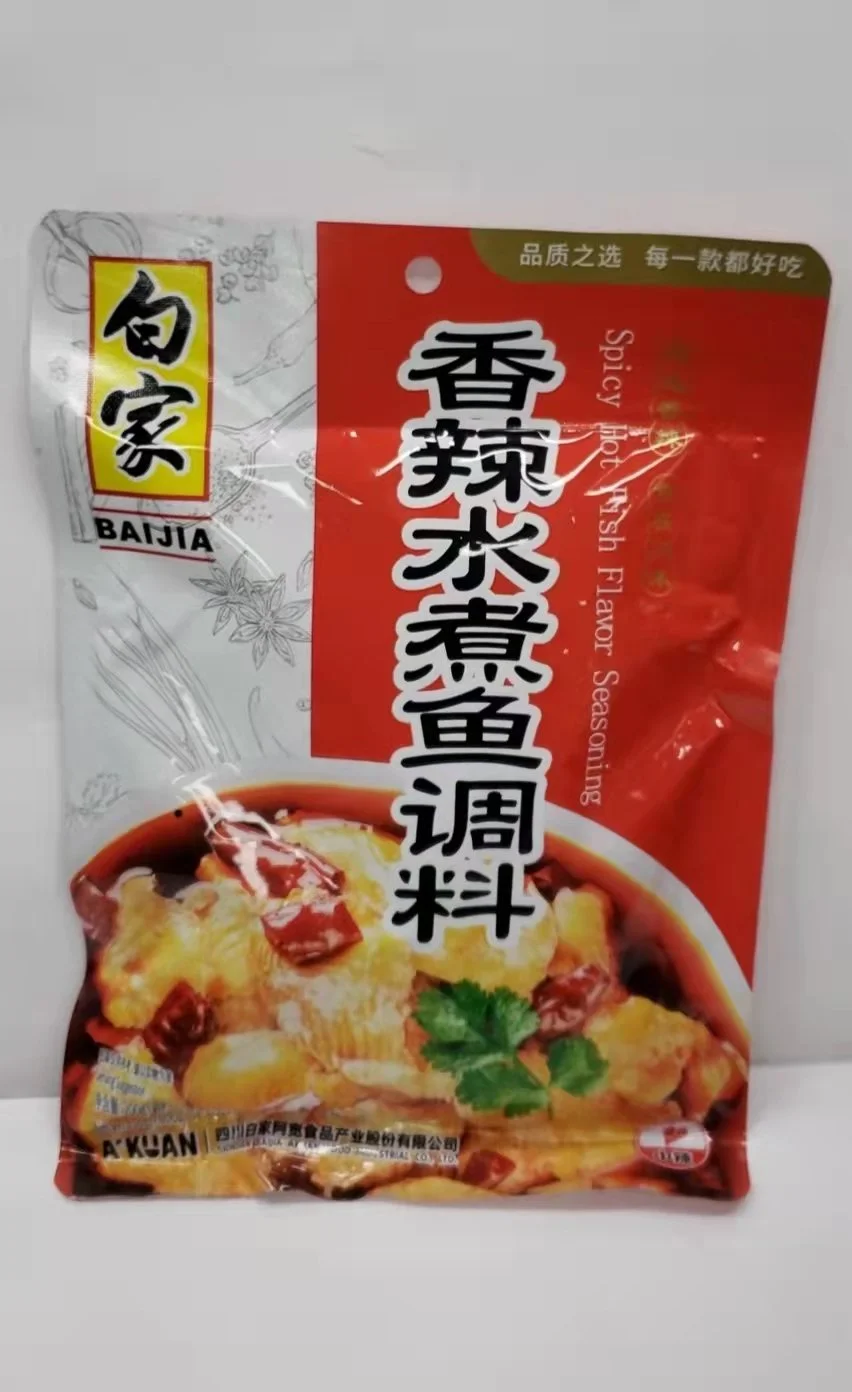 品质之选 每一款都好吃
白家
BAIJIA
香辣水煮鱼调料
Spicy Hot Fish Flavor Seasoning
A'KUAN
四川白家阿宽食品产业股份有限公司